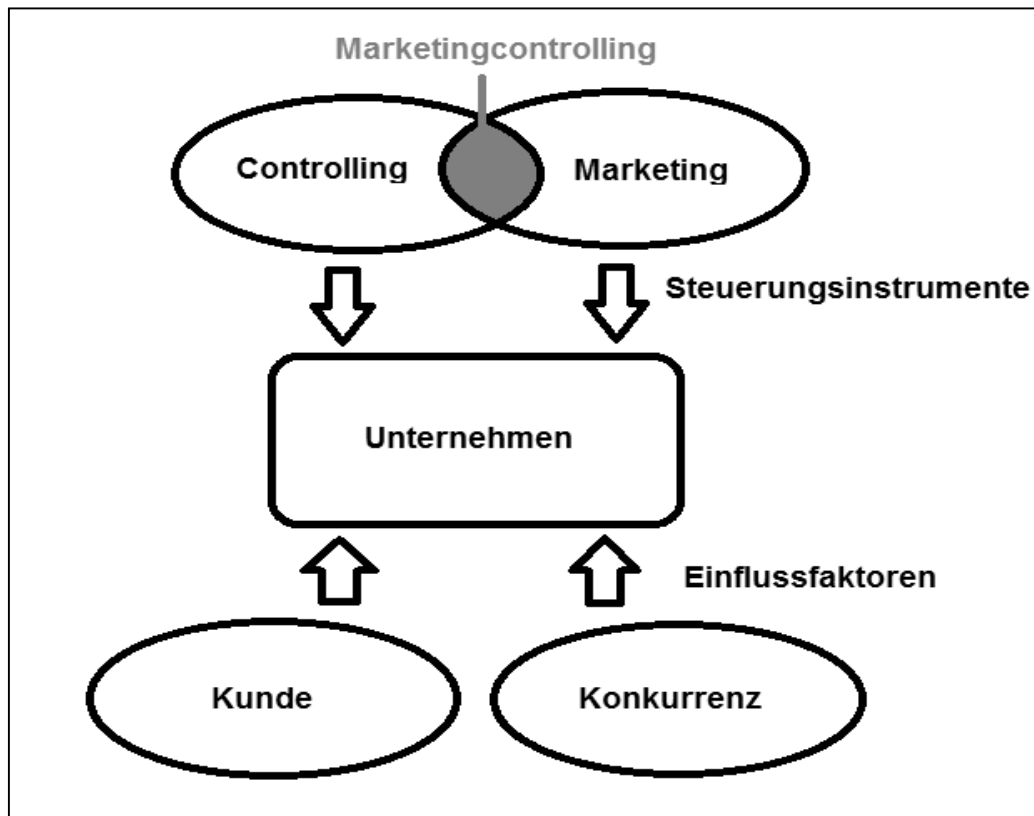 Marketingcontrolling
Controlling
Marketing
Steuerungsinstrumente
Unternehmen
Einflussfaktoren
Kunde
Konkurrenz